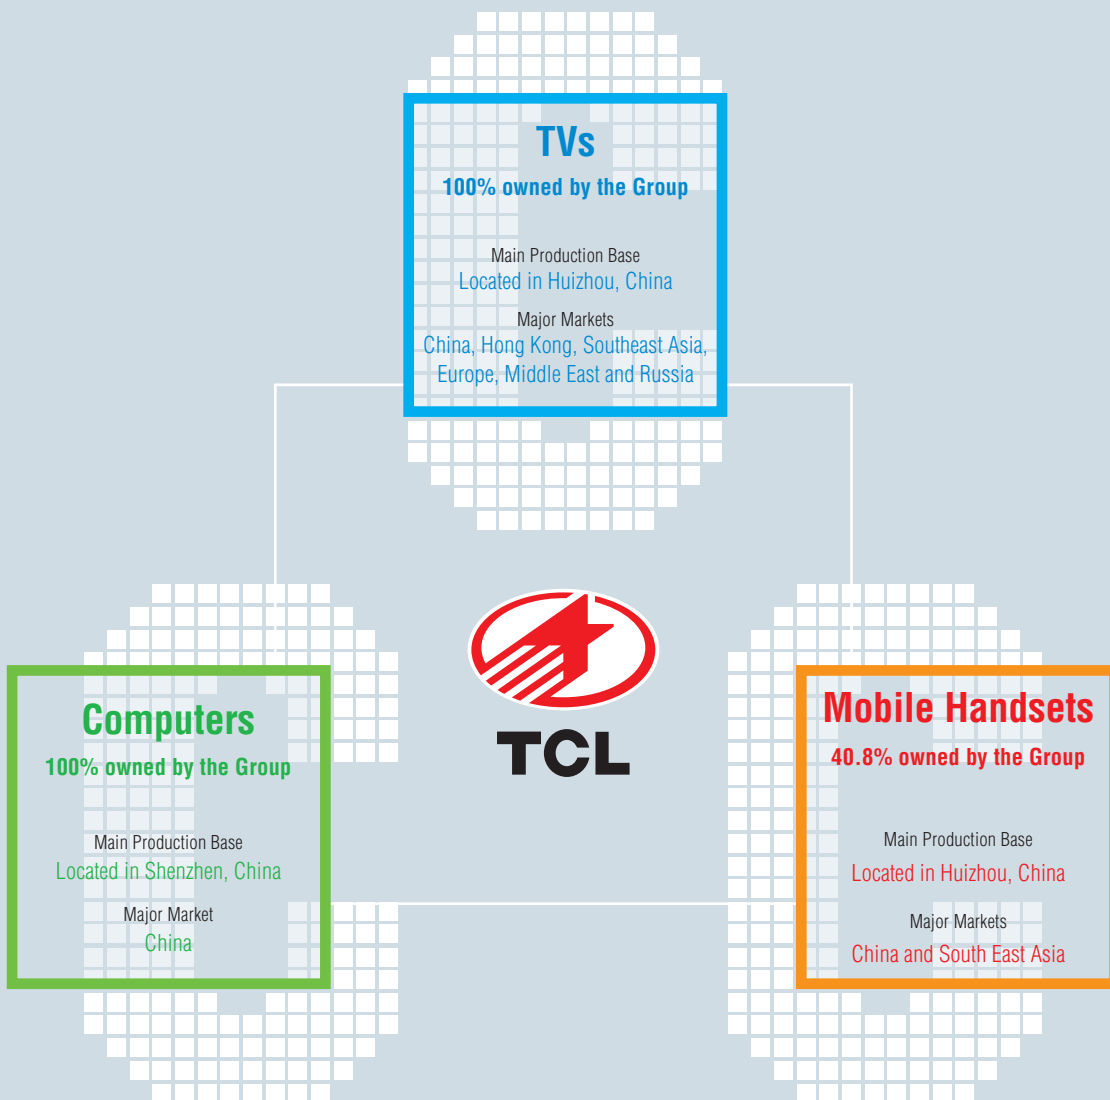 TVs
100% owned by the Group
Main Production Base
Located in Huizhou, China
Major Markets
China, Hong Kong, Southeast Asia,
Europe, Middle East and Russia
TCL
Computers
100% owned by the Group
Main Production Base
Located in Shenzhen, China
Major Market
China
Mobile Handsets
40.8% owned by the Group
Main Production Base
Located in Huizhou, China
Major Markets
China and South East Asia